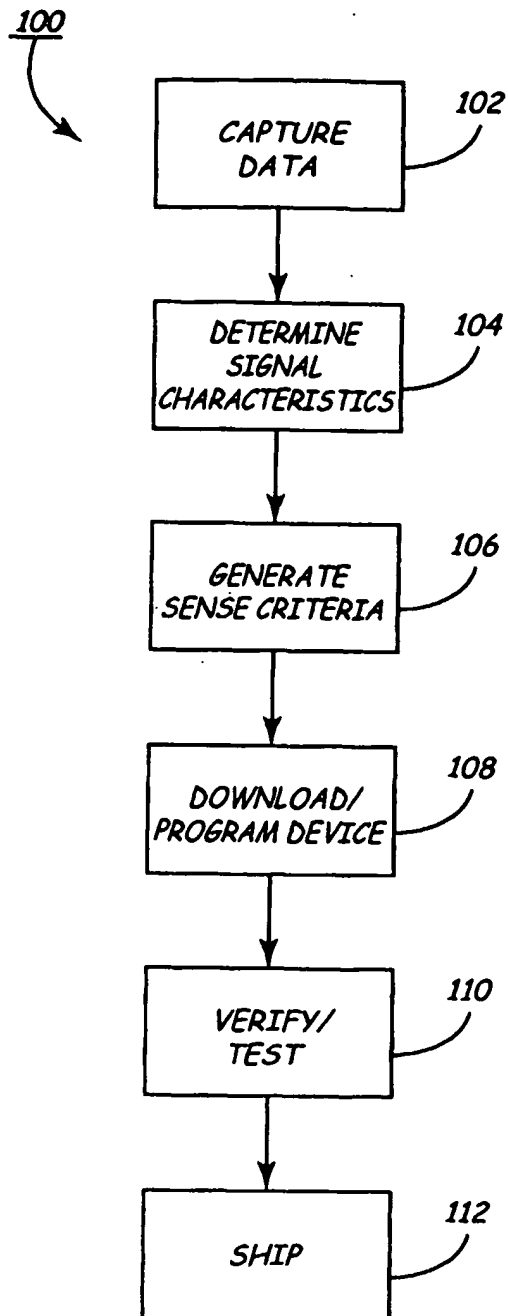 100
102
CAPTURE
DATA
104
DETERMINE
SIGNAL
CHARACTERISTICS
106
GENERATE
SENSE CRITERIA
108
DOWNLOAD/
PROGRAM DEVICE
110
VERIFY/
TEST
112
SHIP